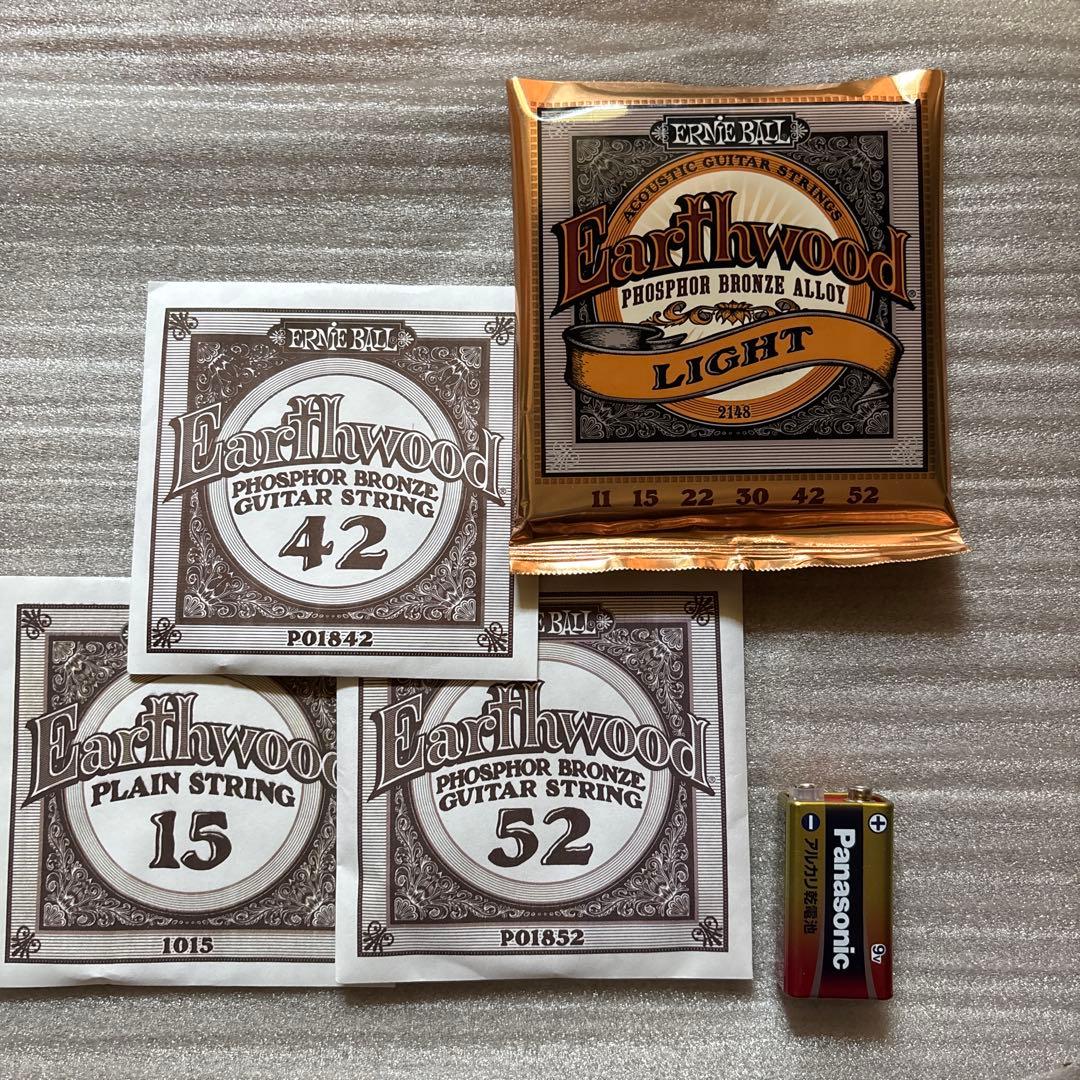 ERNIE BALL
ACOUSTIC GUITAR STRINGS
Earthwood
PHOSPHOR BRONZE ALLOY
LIGHT
2148
11 15 22 30 42 52
ERNIE BALL
Earthwood
PHOSPHOR BRONZE
GUITAR STRING
42
PO1842
Earthwood
PLAIN STRING
15
1015
E BALL
Earthwood
PHOSPHOR BRONZE
GUITAR STRING
52
PO1852
Panasonic
アルカリ乾電池
9V